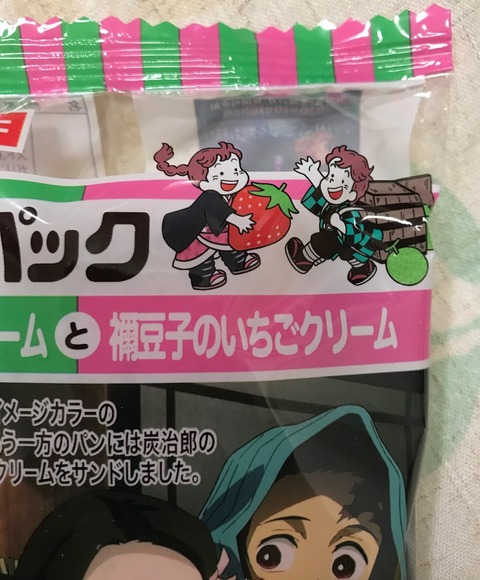 パック
ームと禰豆子のいちごクリーム
イメージカラーの
もう一方のパンには炭治郎の
クリームをサンドしました。